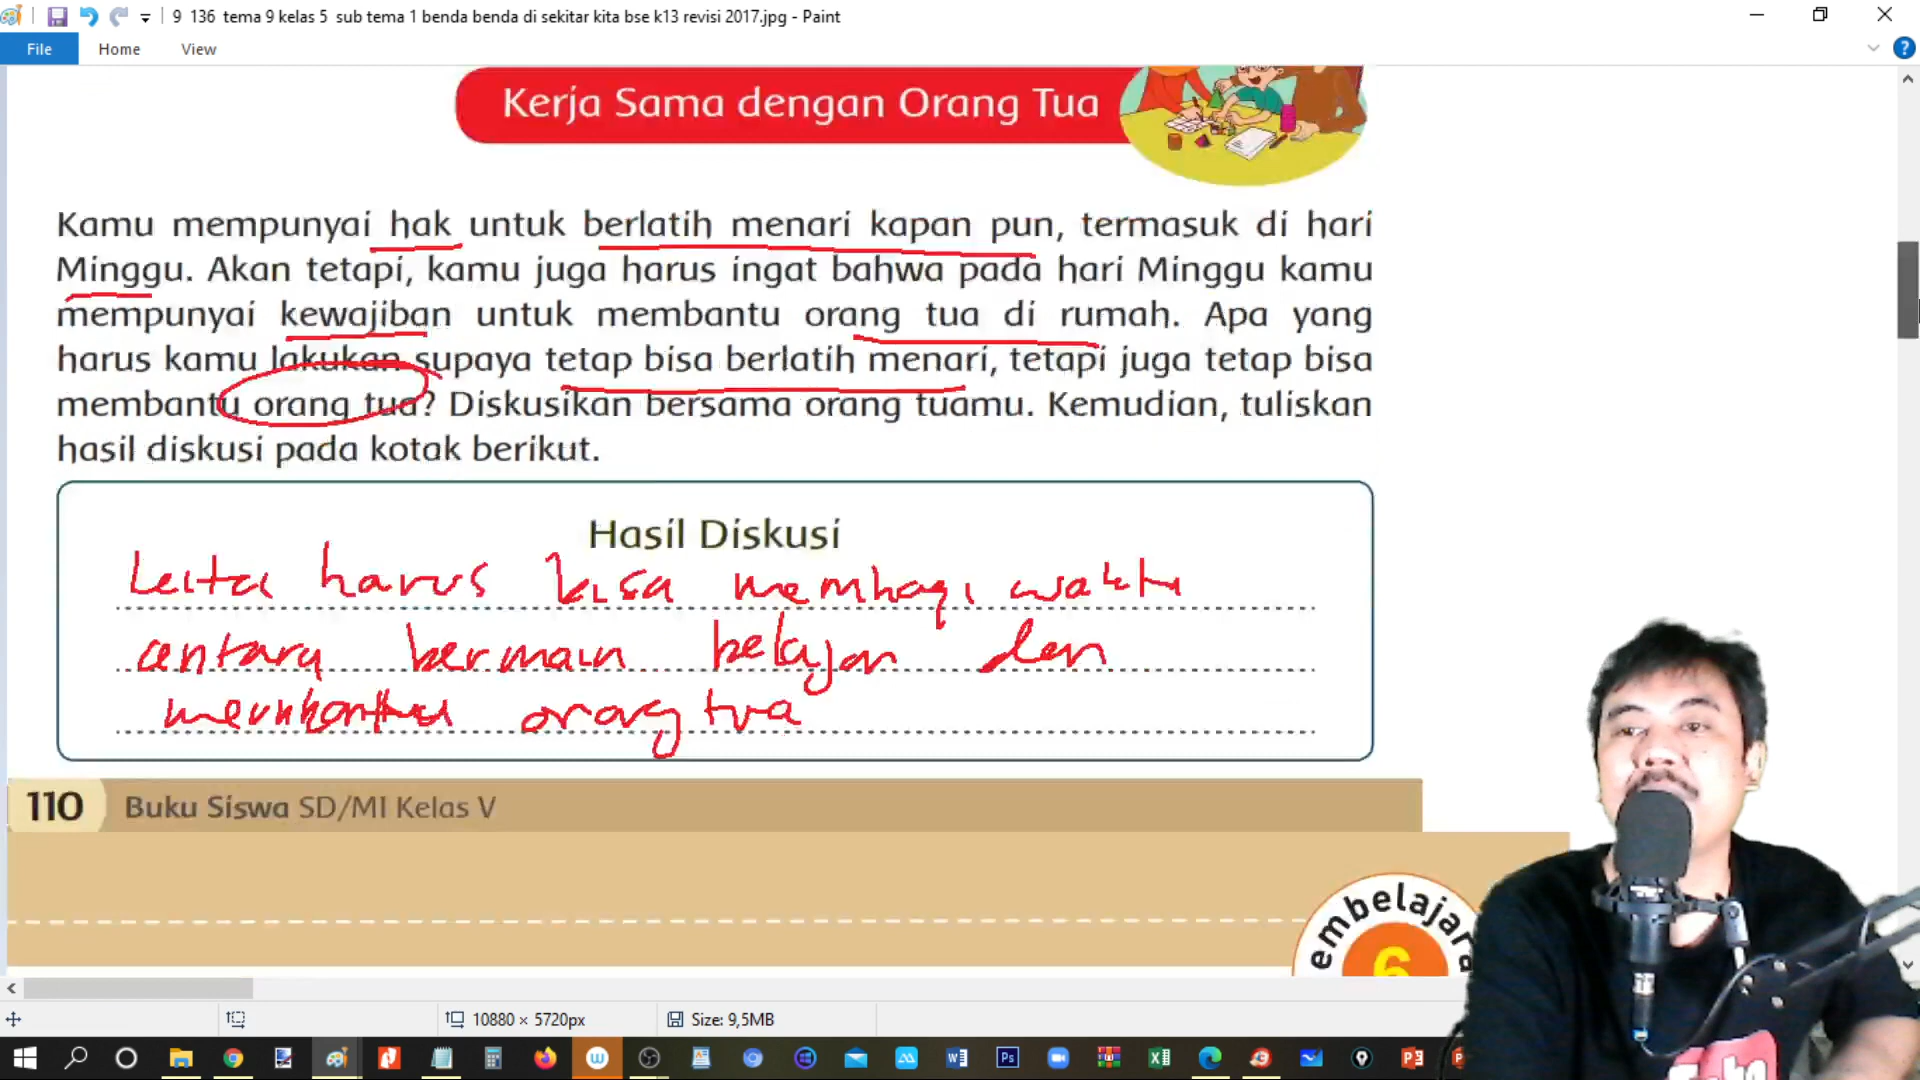 9 136 tema 9 kelas 5 sub tema 1 benda benda di sekitar kita bse k13 revisi 2017.jpg - Paint
File Home View
Kerja Sama dengan Orang Tua
Kamu mempunyai hak untuk berlatih menari kapan pun, termasuk di hari
Minggu. Akan tetapi, kamu juga harus ingat bahwa pada hari Minggu kamu
mempunyai kewajiban untuk membantu orang tua di rumah. Apa yang
harus kamu lakukan supaya tetap bisa berlatih menari, tetapi juga tetap bisa
membantu orang tua? Diskusikan bersama orang tuamu. Kemudian, tuliskan
hasil diskusi pada kotak berikut.
Hasil Diskusi
kita harus bisa membagi waktu
antara bermain belajar dan
membantu orang tua
110 Buku Siswa SD/MI Kelas V
embelajara
6
10880 × 5720px Size: 9,5MB